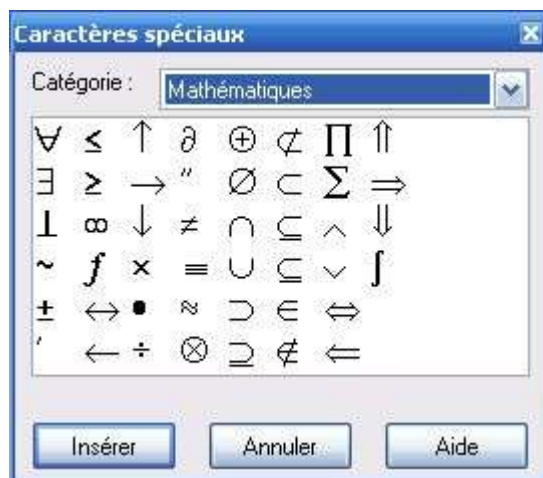 Caractères spéciaux
Catégorie : Mathématiques
∀ ≤ ↑ ∂ ⊕ ⊄ ∏ ⇑
∃ ≥ → ″ ∅ ⊂ ∑ ⇒
⊥ ∞ ↓ ≠ ∩ ⊆ ∧ ⇓
~ ƒ × ≡ ∪ ⊆ ∨ ∫
± ↔ • ≈ ⊃ ∈ ⇔
′ ← ÷ ⊗ ⊇ ∉ ⇐
Insérer Annuler Aide